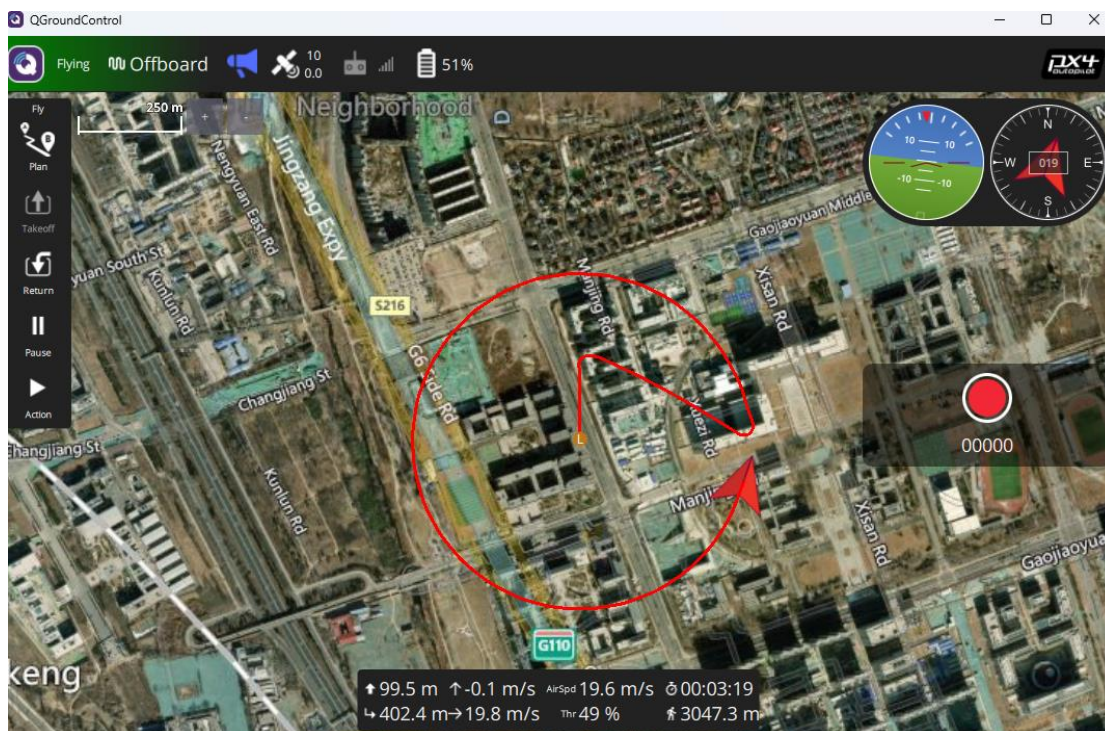 QGroundControl
Flying
Offboard
10
0.0
51%
PX4
autopilot
Fly
Plan
Takeoff
Return
Pause
Action
250 m
+
-
Neighborhood
D
Jingzang Expy
Nengyuan East Rd
yuan South St
Kunlun Rd
10 10
-10 -10
N
W
019
E
S
Gaojiaoyuan Middle
S216
Manjing Rd
Xisan Rd
G6 Side Rd
Changjiang St
Changjiang St
Xuezi Rd
L
00000
Kunlun Rd
Manji
Xisan Rd
Gaojiaoyua
G110
keng
99.5 m -0.1 m/s AirSpd 19.6 m/s 00:03:19
402.4 m 19.8 m/s Thr 49 % 3047.3 m